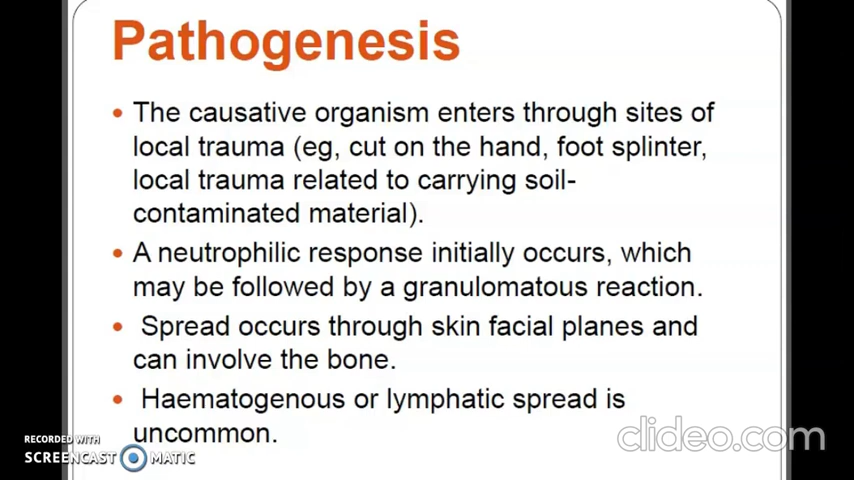 Pathogenesis
• The causative organism enters through sites of
local trauma (eg, cut on the hand, foot splinter,
local trauma related to carrying soil-
contaminated material).
• A neutrophilic response initially occurs, which
may be followed by a granulomatous reaction.
• Spread occurs through skin facial planes and
can involve the bone.
• Haematogenous or lymphatic spread is
uncommon.
RECORDED WITH
SCREENCAST MATIC
clideo.com